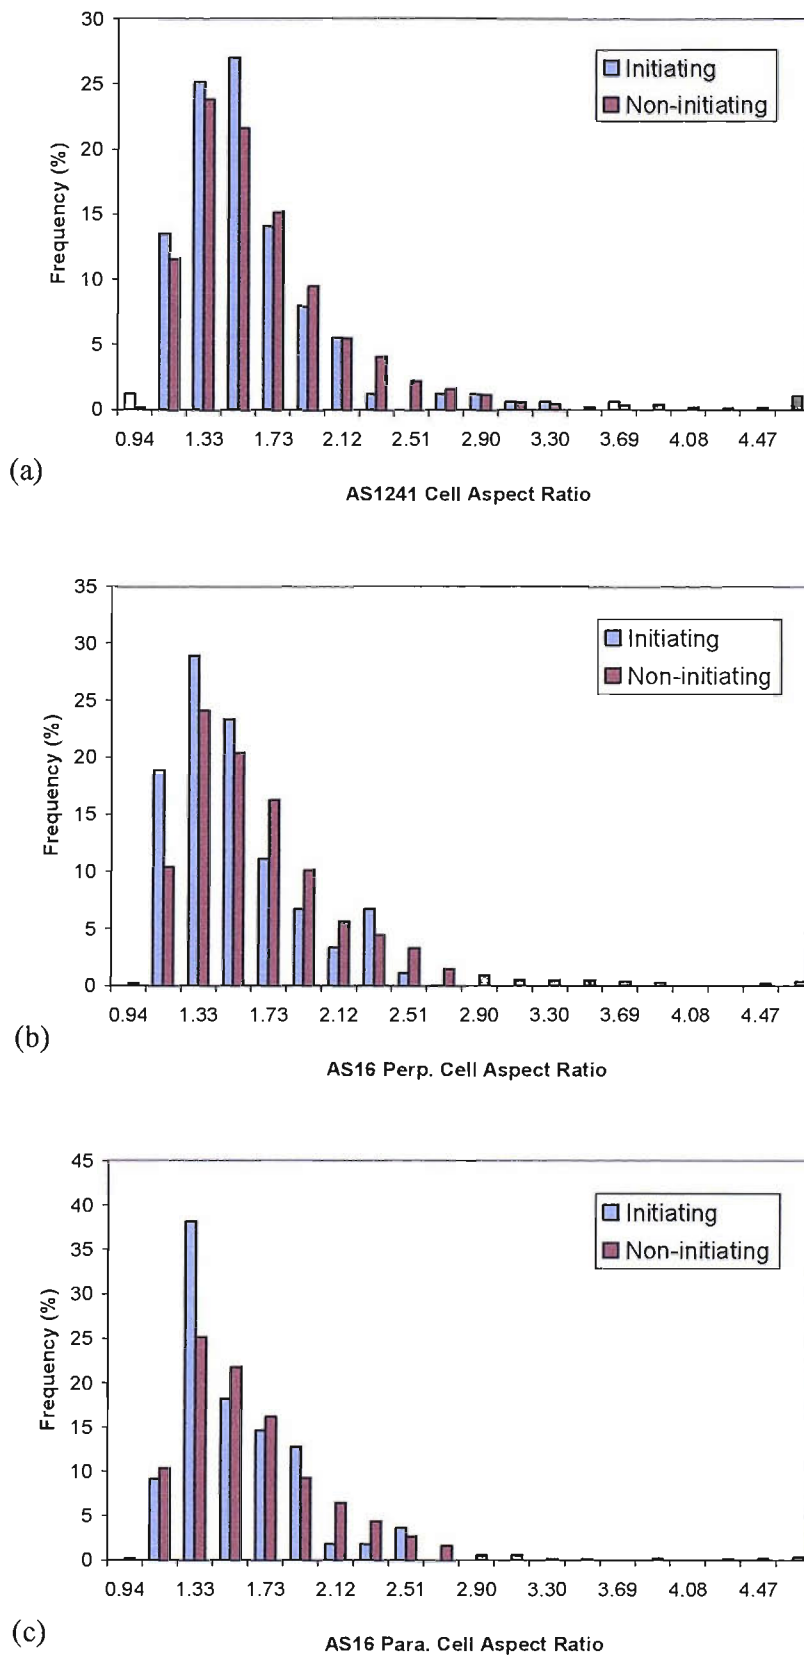 30
25
20
15
10
5
0
Frequency (%)
Initiating
Non-initiating
0.94 1.33 1.73 2.12 2.51 2.90 3.30 3.69 4.08 4.47
(a)
AS1241 Cell Aspect Ratio
35
30
25
20
15
10
5
0
Frequency (%)
Initiating
Non-initiating
0.94 1.33 1.73 2.12 2.51 2.90 3.30 3.69 4.08 4.47
(b)
AS16 Perp. Cell Aspect Ratio
45
40
35
30
25
20
15
10
5
0
Frequency (%)
Initiating
Non-initiating
0.94 1.33 1.73 2.12 2.51 2.90 3.30 3.69 4.08 4.47
(c)
AS16 Para. Cell Aspect Ratio